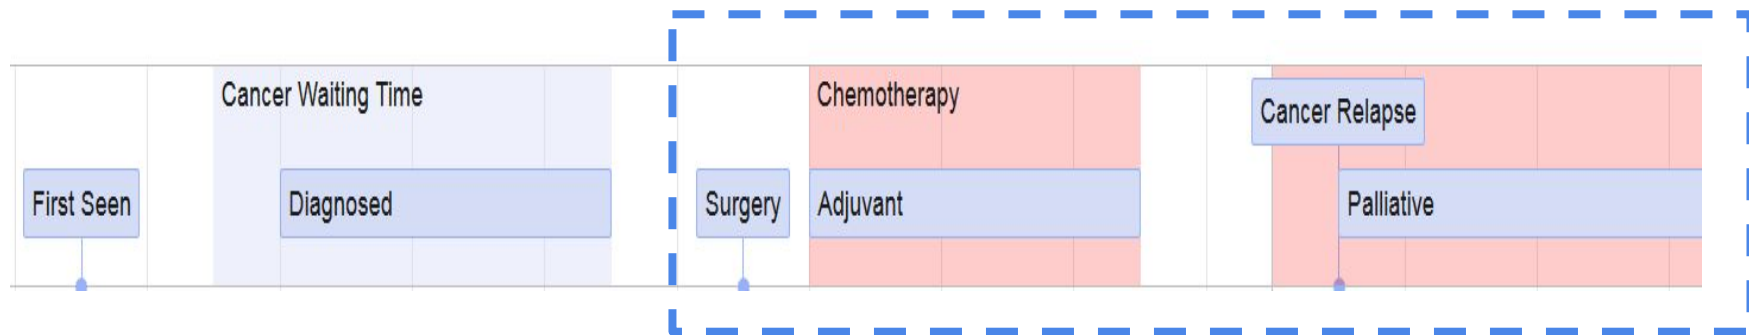 Cancer Waiting Time
Chemotherapy
Cancer Relapse
First Seen
Diagnosed
Surgery
Adjuvant
Palliative